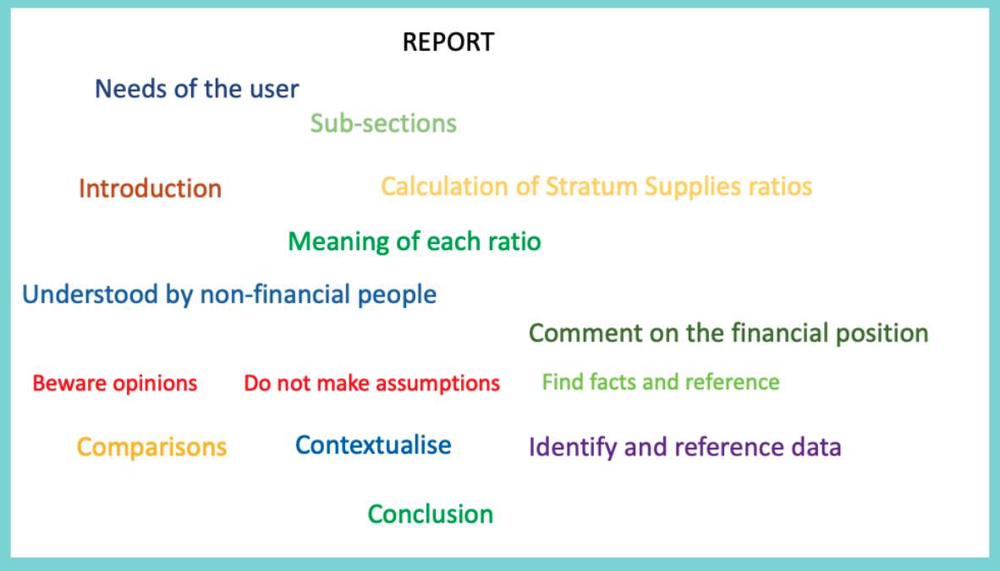 REPORT
Needs of the user
Sub-sections
Introduction
Calculation of Stratum Supplies ratios
Meaning of each ratio
Understood by non-financial people
Comment on the financial position
Beware opinions
Do not make assumptions
Find facts and reference
Comparisons
Contextualise
Identify and reference data
Conclusion